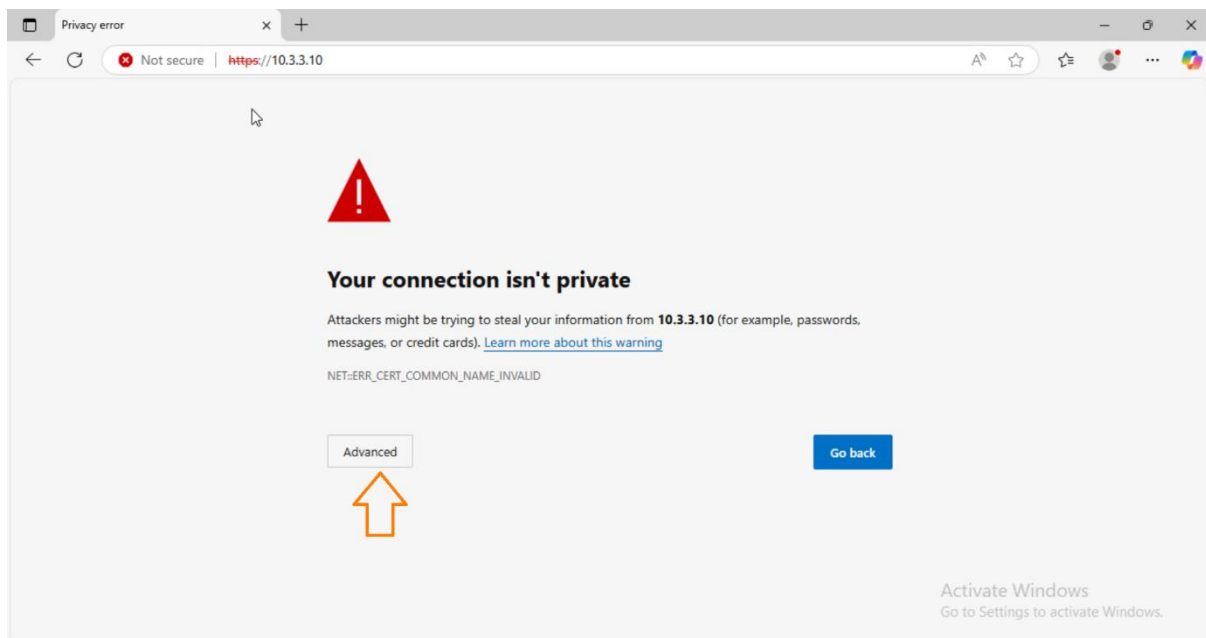 Privacy error
Not secure
https://10.3.3.10
Your connection isn't private
Attackers might be trying to steal your information from 10.3.3.10 (for example, passwords,
messages, or credit cards). Learn more about this warning
NET::ERR_CERT_COMMON_NAME_INVALID
Advanced
Go back
Activate Windows
Go to Settings to activate Windows.